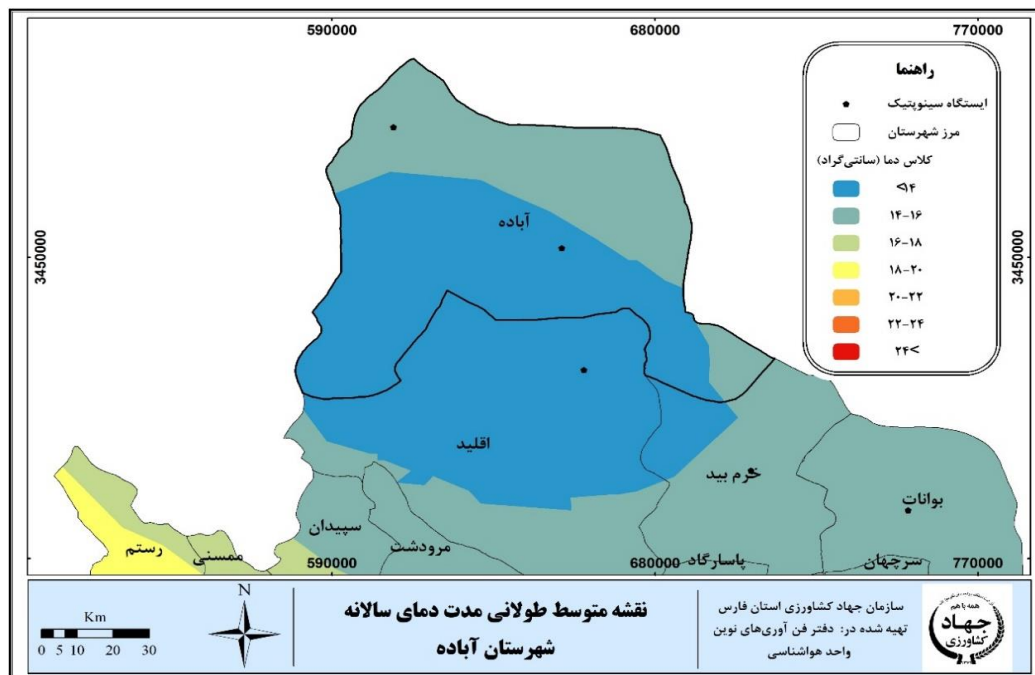 590000 680000 770000
3450000
3450000
راهنما
ایستگاه سینوپتیک
مرز شهرستان
کلاس دما (سانتی‌گراد)
<۱۴
۱۴-۱۶
۱۶-۱۸
۱۸-۲۰
۲۰-۲۲
۲۲-۲۴
۲۴>
آباده
اقلید
خرم بید
بوانات
سپیدان
مرودشت
رستم
ممسنی
پاسارگاد
سرچهان
590000 680000 770000
سازمان جهاد کشاورزی استان فارس
تهیه شده در: دفتر فن آوری‌های نوین
واحد هواشناسی
همه با هم
جهاد
کشاورزی
نقشه متوسط طولانی مدت دمای سالانه
شهرستان آباده
N
Km
0 5 10 20 30